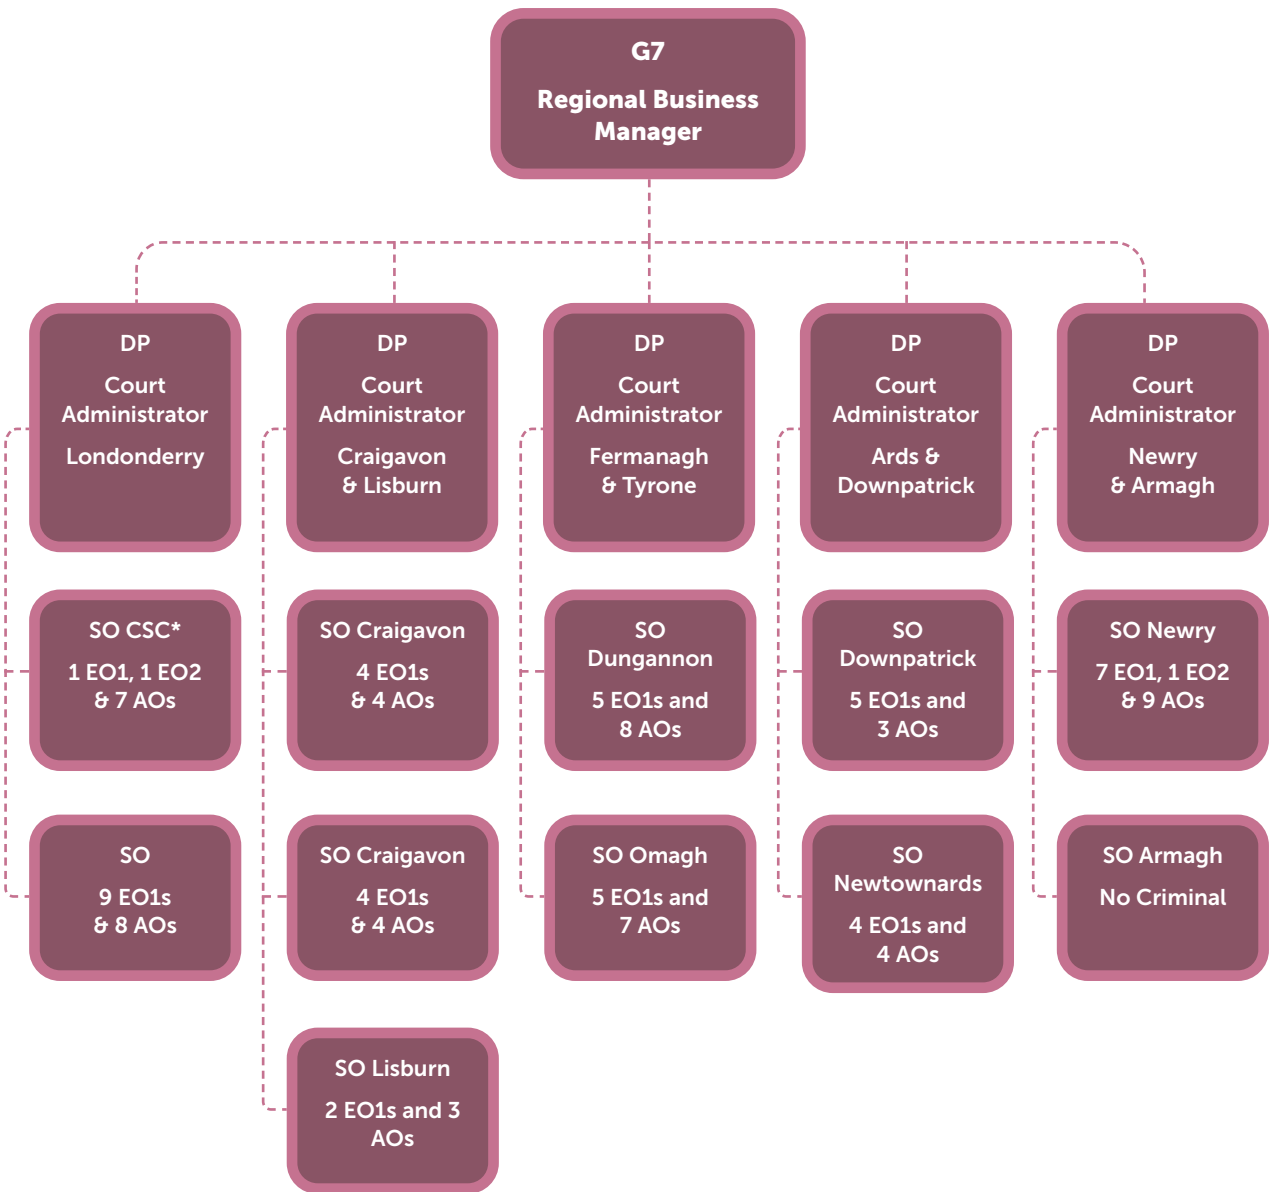 G7
Regional Business
Manager
DP
Court
Administrator
Londonderry
DP
Court
Administrator
Craigavon
& Lisburn
DP
Court
Administrator
Fermanagh
& Tyrone
DP
Court
Administrator
Ards &
Downpatrick
DP
Court
Administrator
Newry
& Armagh
SO CSC*
1 EO1, 1 EO2
& 7 AOs
SO Craigavon
4 EO1s
& 4 AOs
SO
Dungannon
5 EO1s and
8 AOs
SO
Downpatrick
5 EO1s and
3 AOs
SO Newry
7 EO1, 1 EO2
& 9 AOs
SO
9 EO1s
& 8 AOs
SO Craigavon
4 EO1s
& 4 AOs
SO Omagh
5 EO1s and
7 AOs
SO
Newtownards
4 EO1s and
4 AOs
SO Armagh
No Criminal
SO Lisburn
2 EO1s and 3
AOs